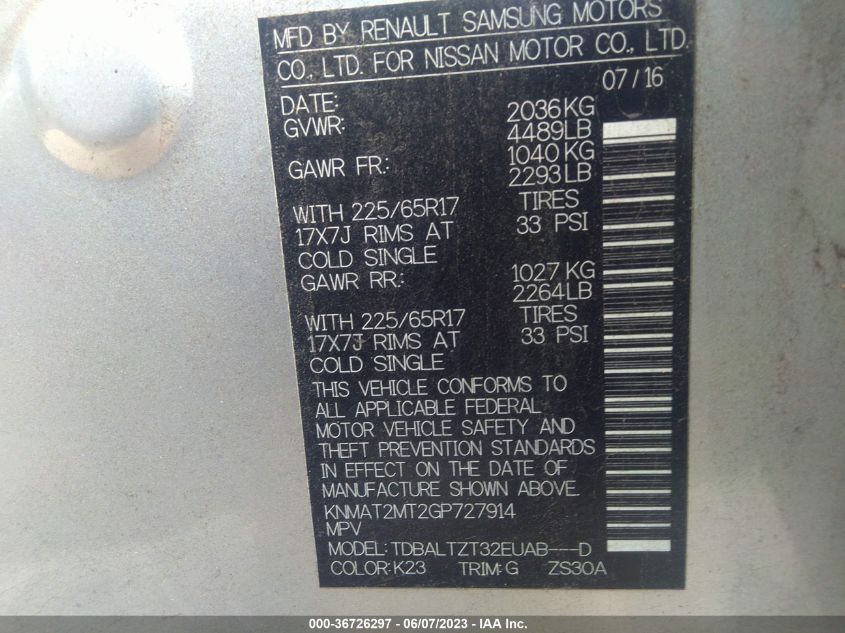 MFD BY RENAULT SAMSUNG MOTORS
CO., LTD. FOR NISSAN MOTOR CO., LTD.
DATE: 07/16
GVWR: 2036KG
4489LB
GAWR FR: 1040KG
2293LB
WITH 225/65R17 TIRES
17X7J RIMS AT 33 PSI
COLD SINGLE
GAWR RR: 1027KG
2264LB
WITH 225/65R17 TIRES
17X7J RIMS AT 33 PSI
COLD SINGLE
THIS VEHICLE CONFORMS TO
ALL APPLICABLE FEDERAL
MOTOR VEHICLE SAFETY AND
THEFT PREVENTION STANDARDS
IN EFFECT ON THE DATE OF
MANUFACTURE SHOWN ABOVE.
KNMAT2MT2GP727914
MPV
MODEL: TDBALTZT32EUAB---D
COLOR: K23 TRIM: G ZS30A
000-36726297 - 06/07/2023 - IAA Inc.